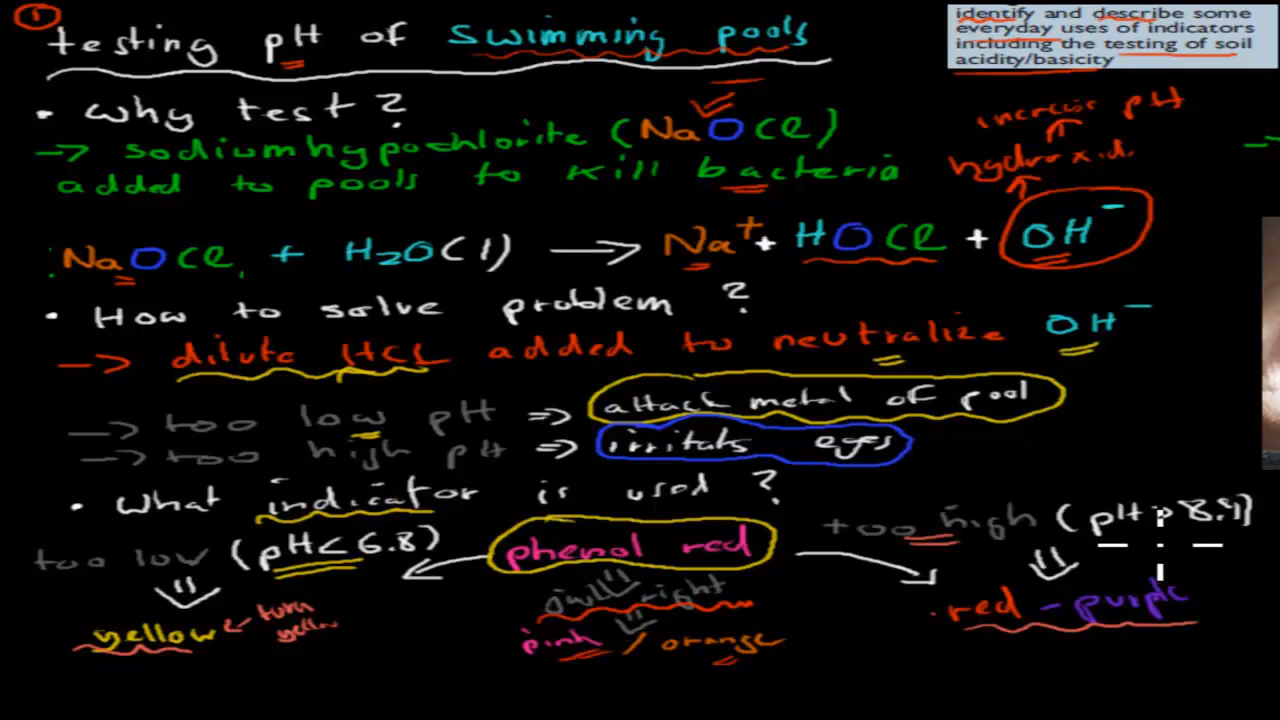 ① testing pH of swimming pools
identify and describe some
everyday uses of indicators
including the testing of soil
acidity/basicity
• Why test?
→ sodium hypochlorite (NaOCl)
added to pools to kill bacteria
increase pH
hydroxid.
NaOCl + H2O(l) → Na+ + HOCl + OH−
• How to solve problem ?
→ dilute HCL added to neutralize OH−
→ too low pH ⇒ attack metal of pool
→ too high pH ⇒ irritats eyes
• What indicator is used ?
too low (pH<6.8) phenol red too high (pH>8.4)
yellow ← turn yellow
right
pink / orange
red - purple